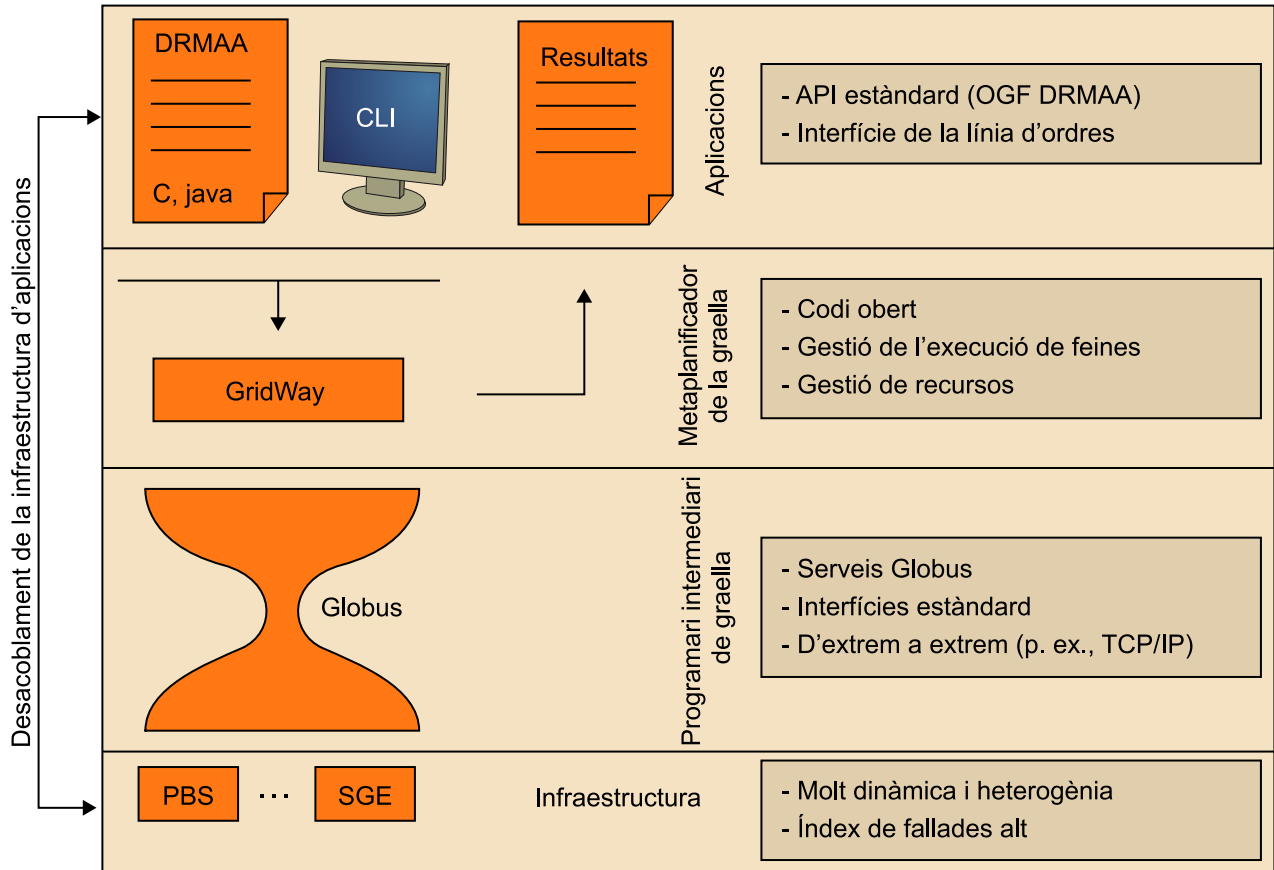 Desacoblament de la infraestructura d'aplicacions
DRMAA
C, java
CLI
Resultats
Aplicacions
- API estàndard (OGF DRMAA)
- Interfície de la línia d'ordres
GridWay
Metaplanificador
de la graella
- Codi obert
- Gestió de l'execució de feines
- Gestió de recursos
Globus
Programari intermediari
de graella
- Serveis Globus
- Interfícies estàndard
- D'extrem a extrem (p. ex., TCP/IP)
PBS
...
SGE
Infraestructura
- Molt dinàmica i heterogènia
- Índex de fallades alt